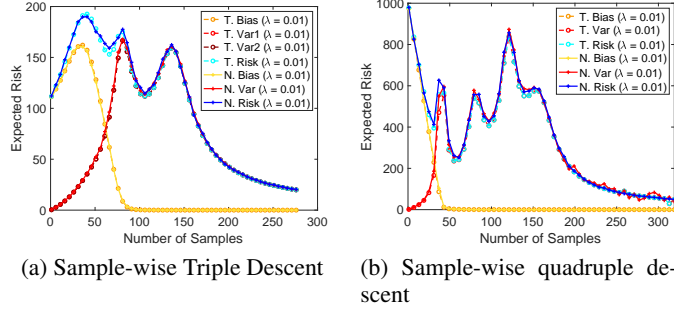 200
150
100
50
0
Expected Risk
0
50
100
150
200
250
300
Number of Samples
T. Bias (λ = 0.01)
T. Var1 (λ = 0.01)
T. Var2 (λ = 0.01)
T. Risk (λ = 0.01)
N. Bias (λ = 0.01)
N. Var (λ = 0.01)
N. Risk (λ = 0.01)
(a) Sample-wise Triple Descent
1000
800
600
400
200
0
Expected Risk
0
50
100
150
200
250
300
Number of Samples
T. Bias (λ = 0.01)
T. Var (λ = 0.01)
T. Risk (λ = 0.01)
N. Bias (λ = 0.01)
N. Var (λ = 0.01)
N. Risk (λ = 0.01)
(b) Sample-wise quadruple de-
scent